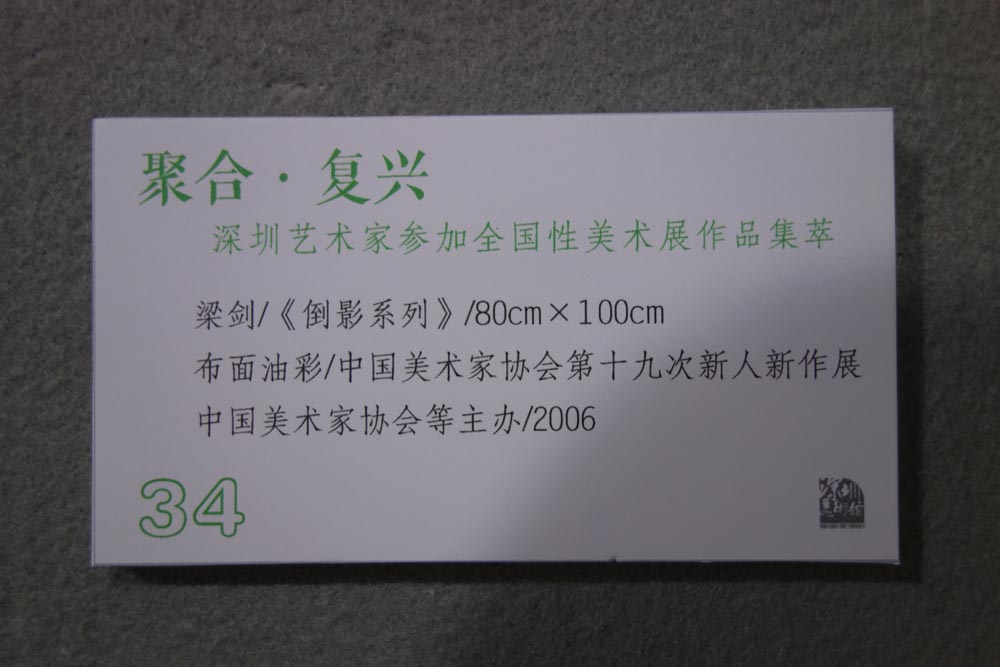 聚合·复兴
深圳艺术家参加全国性美术展作品集萃
梁剑/《倒影系列》/80cm×100cm
布面油彩/中国美术家协会第十九次新人新作展
中国美术家协会等主办/2006
34